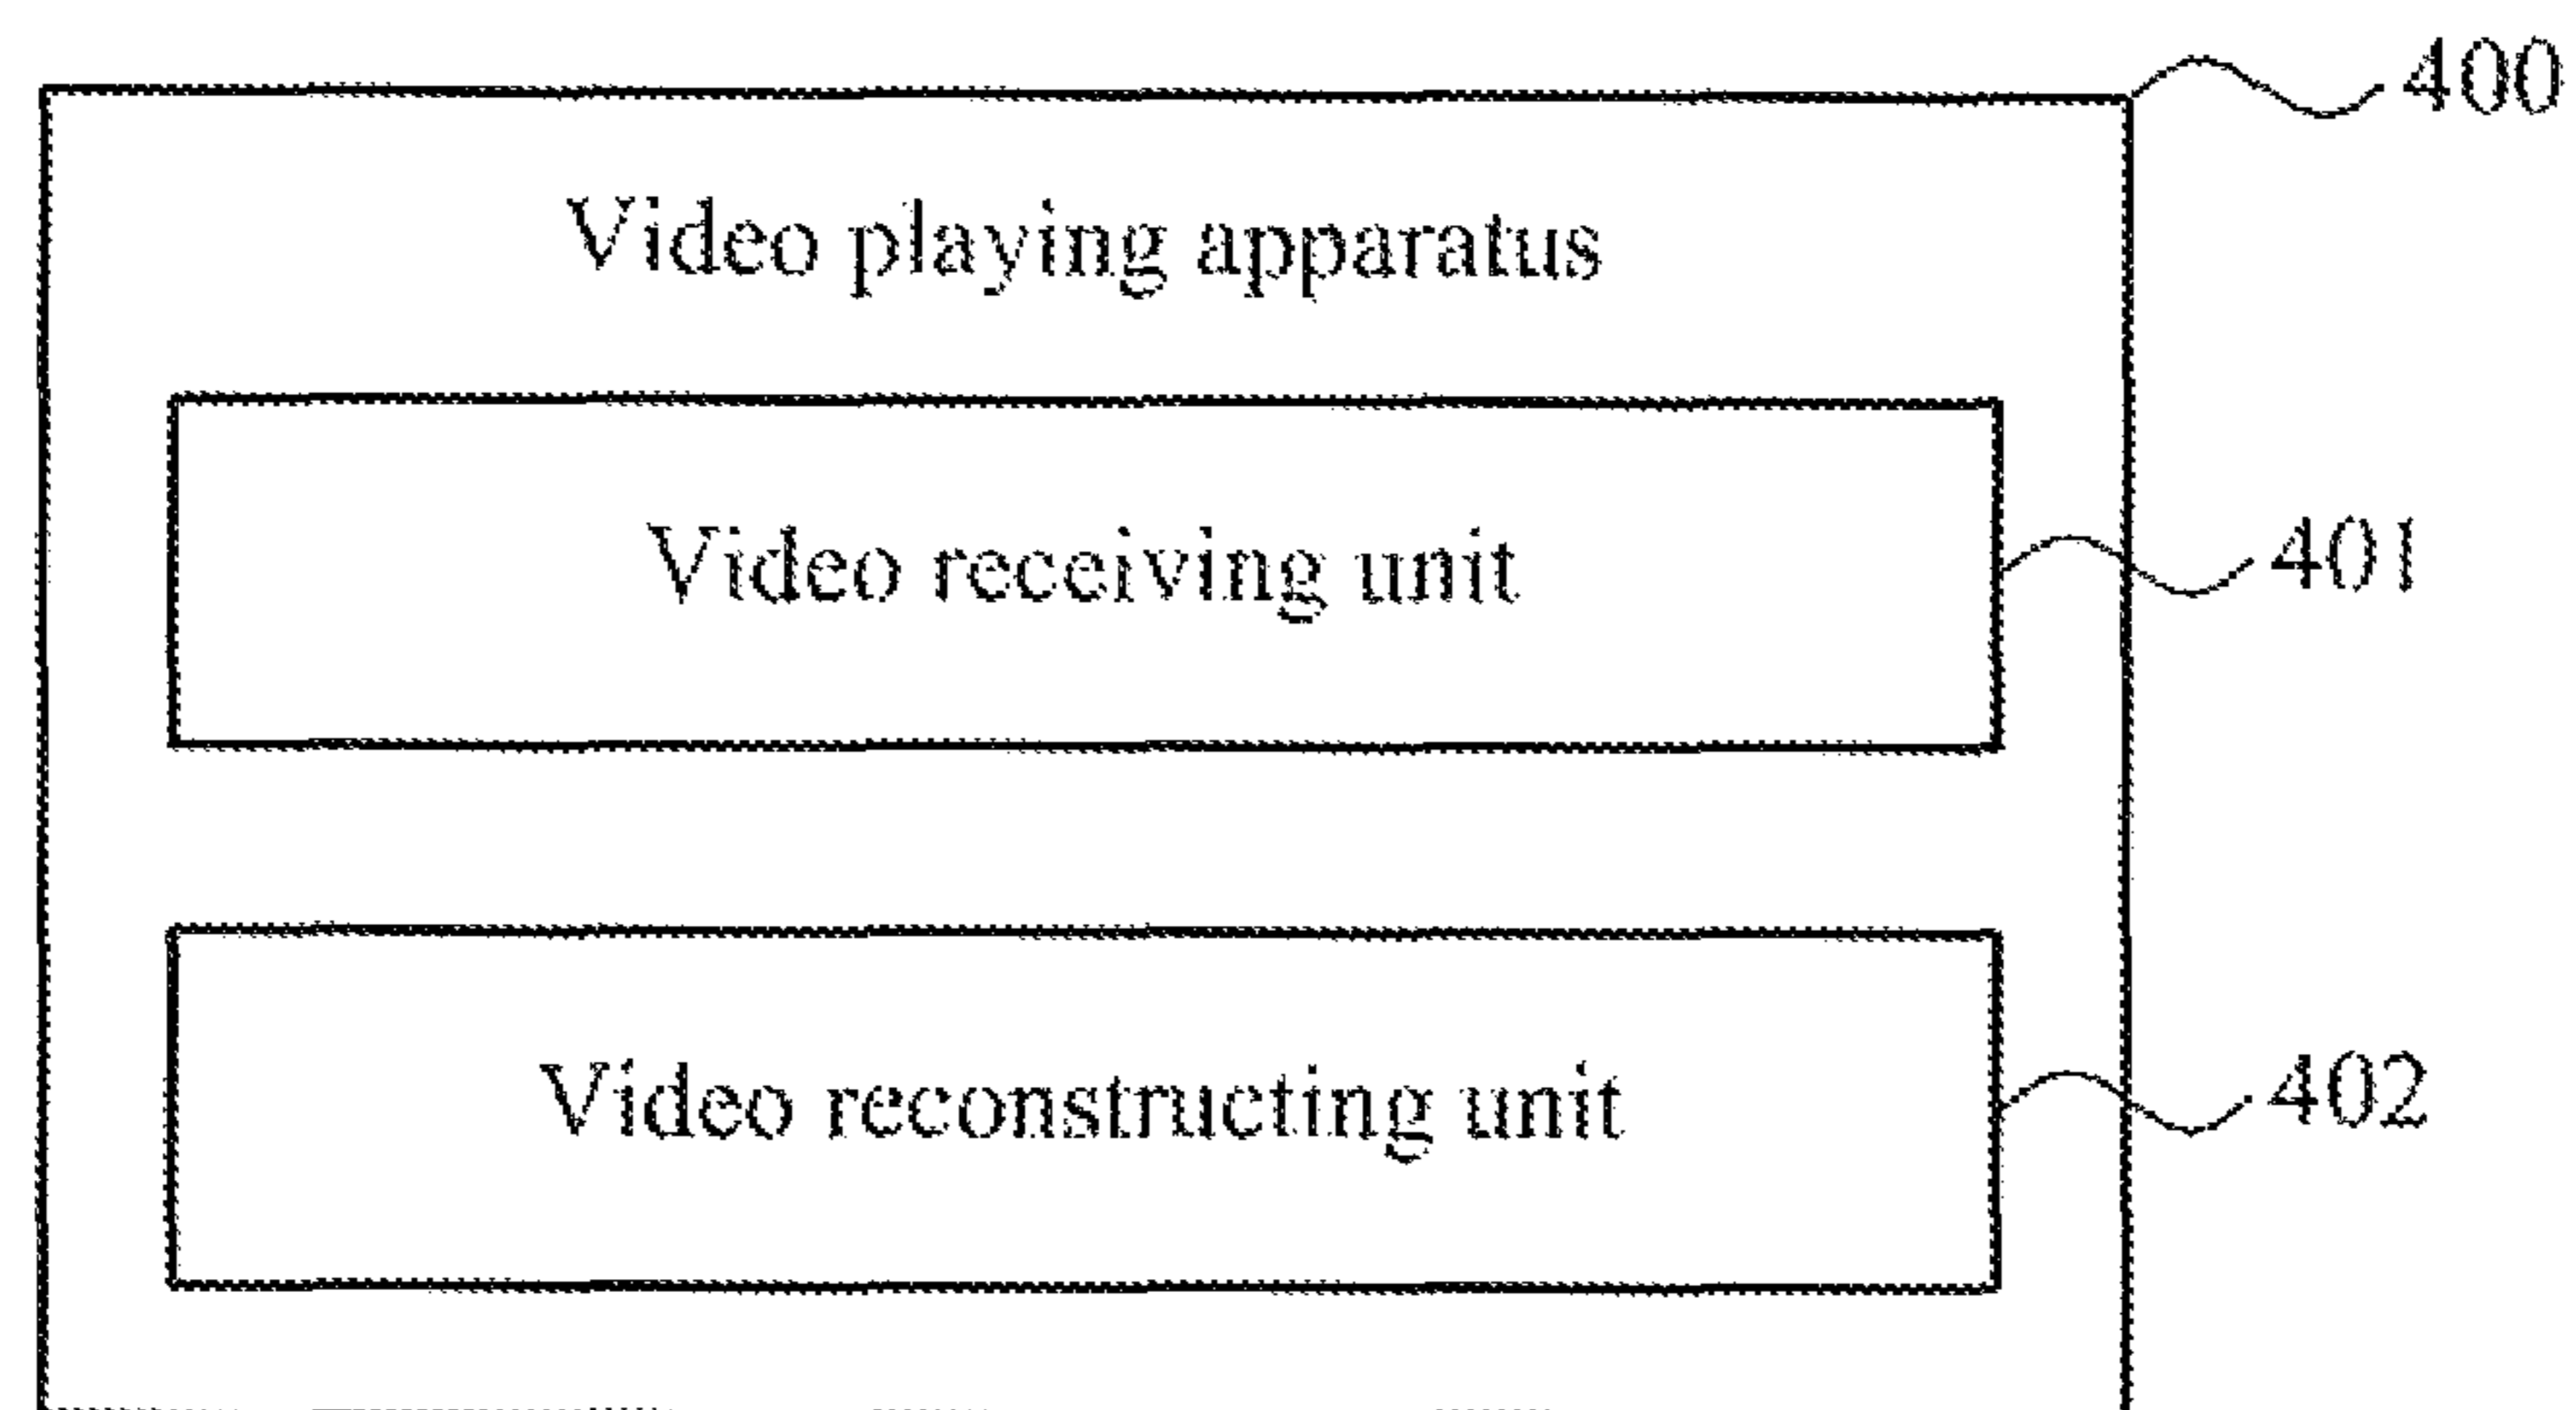 400
Video playing apparatus
Video receiving unit
401
Video reconstructing unit
402